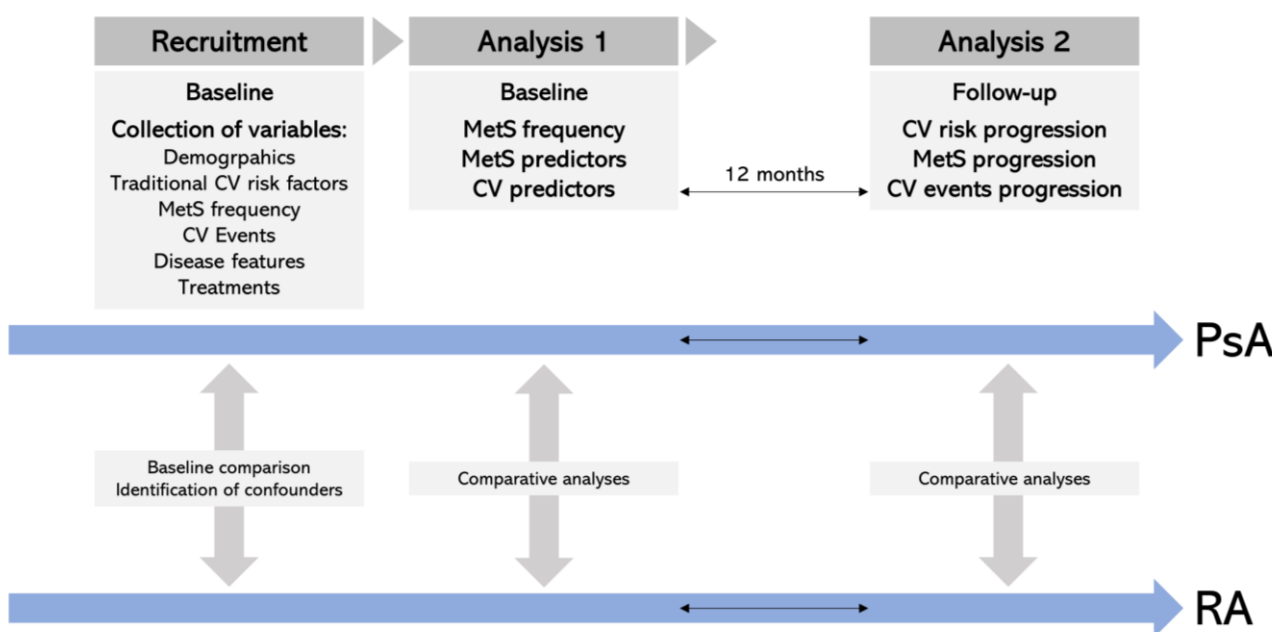 Recruitment
Baseline
Collection of variables:
Demogrpahics
Traditional CV risk factors
MetS frequency
CV Events
Disease features
Treatments
Analysis 1
Baseline
MetS frequency
MetS predictors
CV predictors
12 months
Analysis 2
Follow-up
CV risk progression
MetS progression
CV events progression
PsA
Baseline comparison
Identification of confounders
Comparative analyses
Comparative analyses
RA